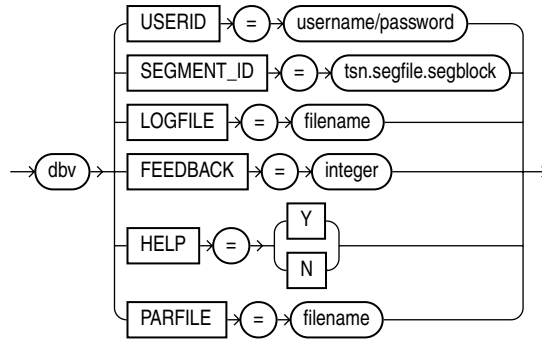 USERID = username/password
SEGMENT_ID = tsn.segfile.segblock
LOGFILE = filename
dbv FEEDBACK = integer
Y
HELP =
N
PARFILE = filename